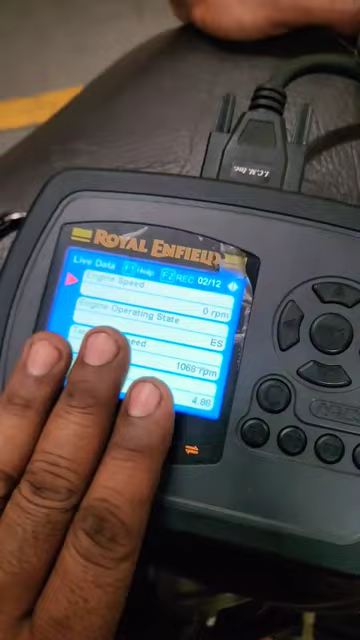 I.C.M. Inc.
ROYAL ENFIELD
Live Data F1 Help F2 REC 02/12
Engine Speed
0 rpm
Engine Operating State
ES
1068 rpm
4.88